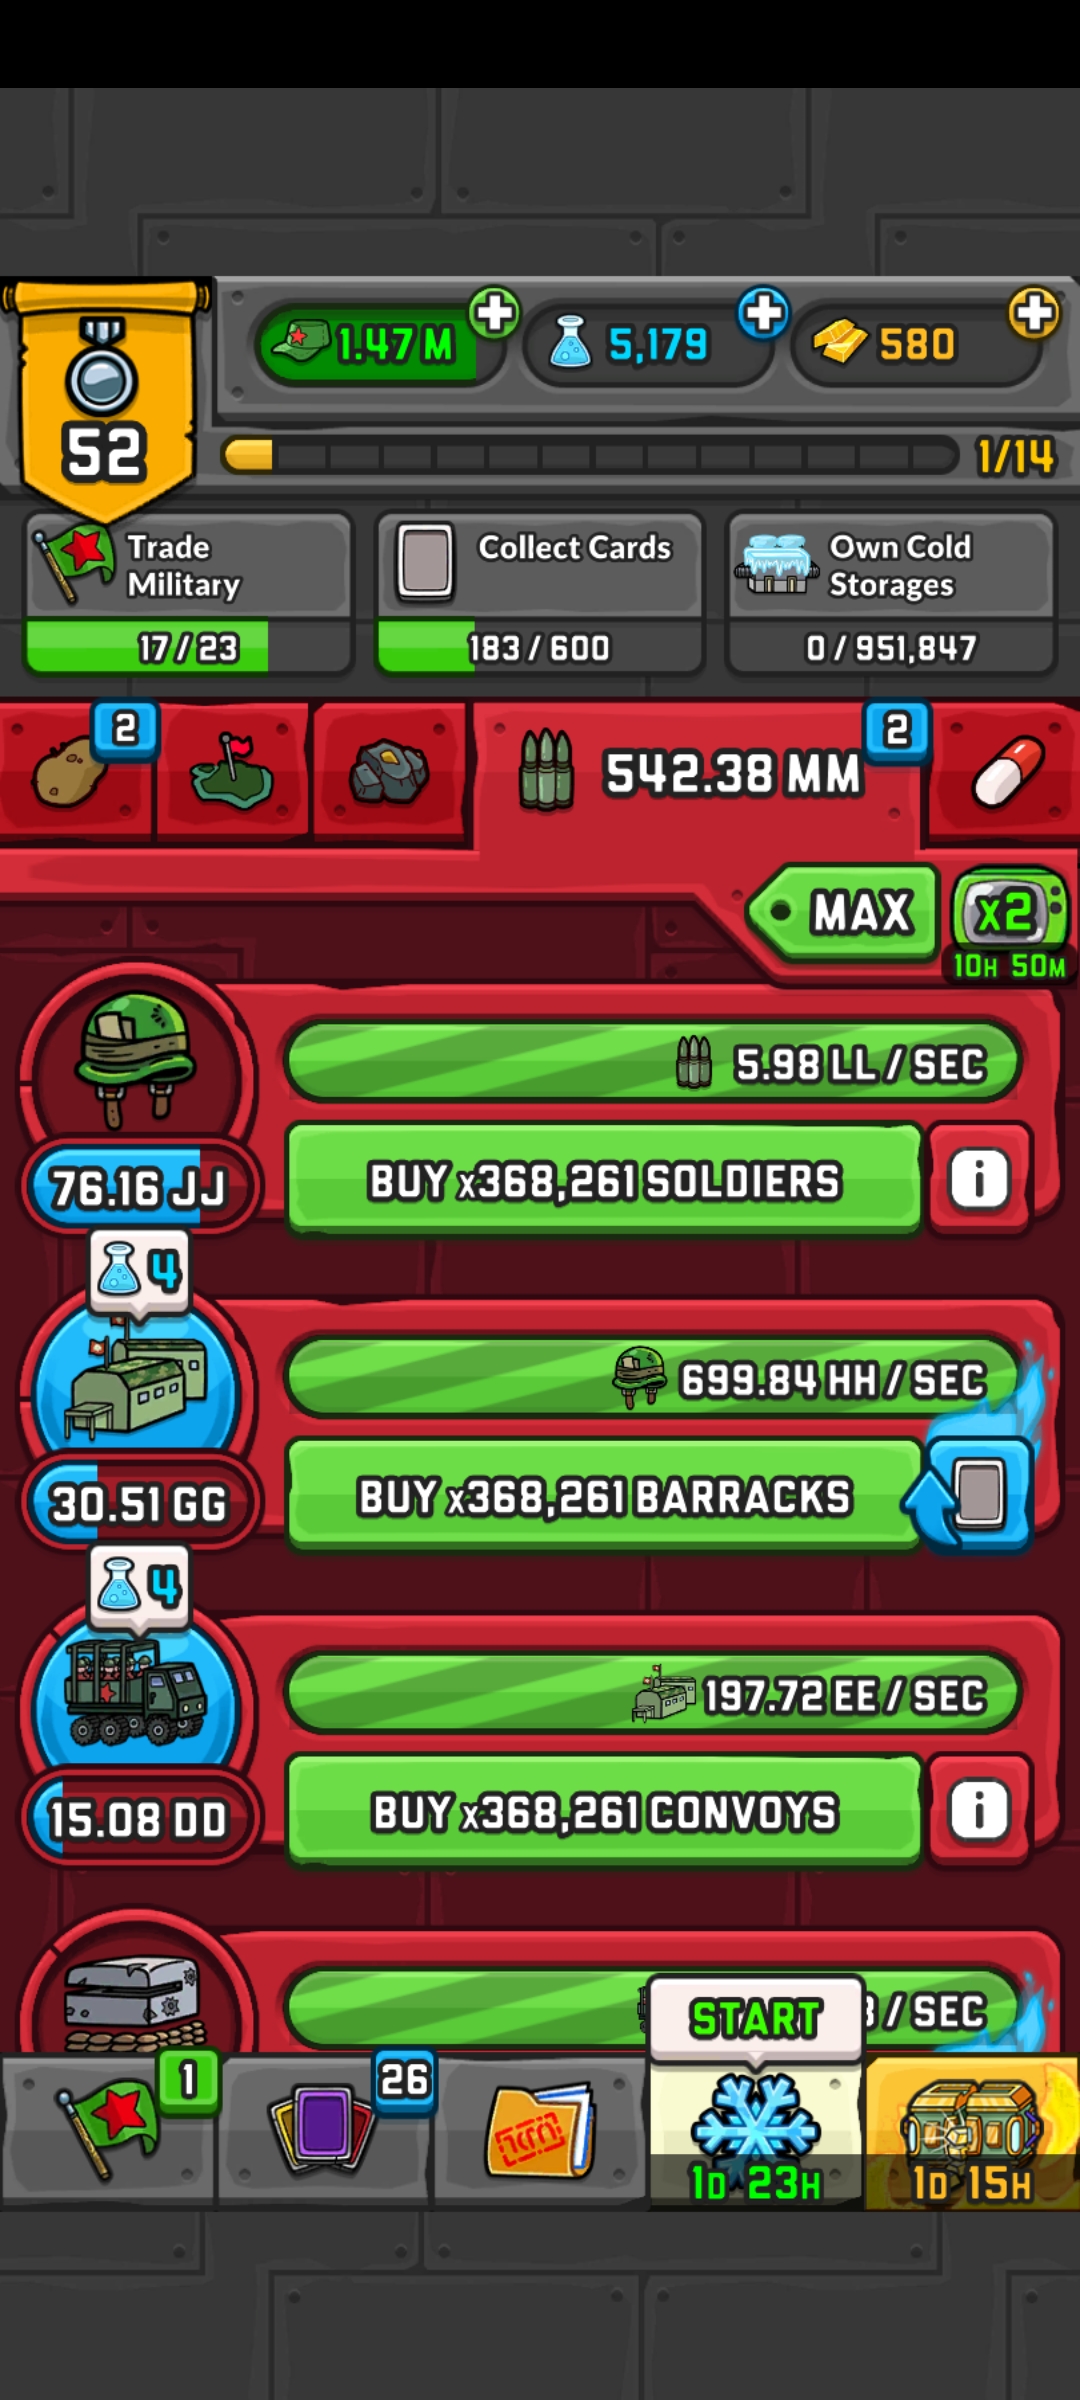 1.47 M
5,179
580
52
1/14
Trade
Military
Collect Cards
Own Cold
Storages
17 / 23
183 / 600
0 / 951,847
2
542.38 MM
2
MAX
x2
10H 50M
5.98 LL / SEC
BUY x368,261 SOLDIERS
i
76.16 JJ
4
699.84 HH / SEC
BUY x368,261 BARRACKS
30.51 GG
4
197.72 EE / SEC
BUY x368,261 CONVOYS
i
15.08 DD
/ SEC
START
1
26
1D 23H
1D 15H